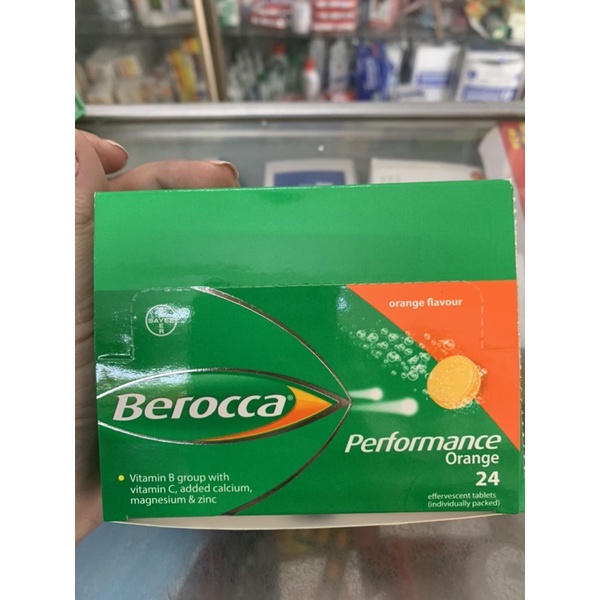 orange flavour
BAYER
BAYER
Berocca®
Performance
Orange
24
effervescent tablets
(individually packed)
• Vitamin B group with
vitamin C, added calcium,
magnesium & zinc